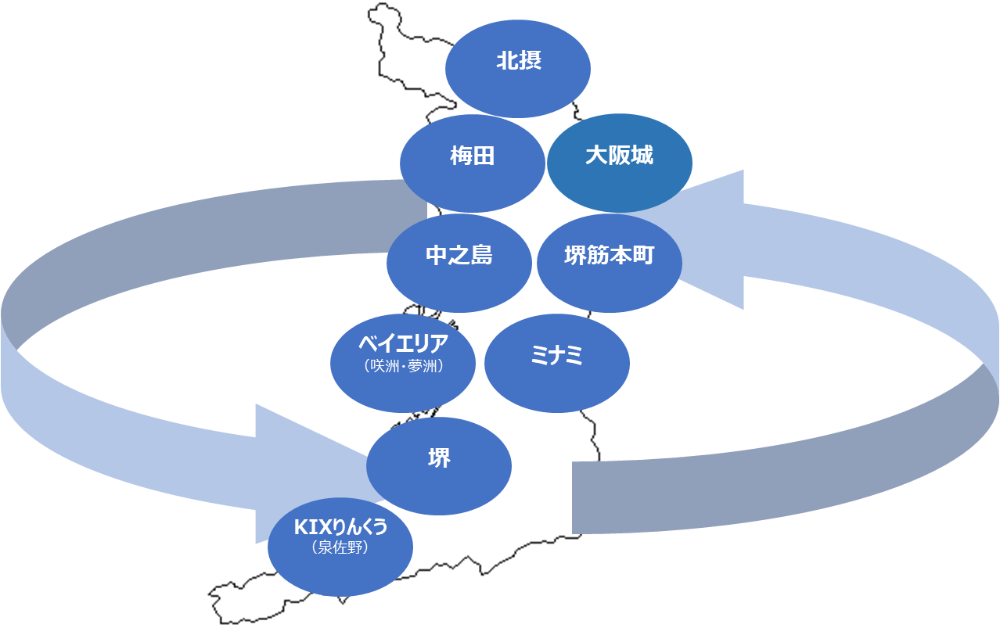 北摂
梅田
大阪城
中之島
堺筋本町
ベイエリア
（咲洲・夢洲）
ミナミ
堺
KIXりんくう
（泉佐野）